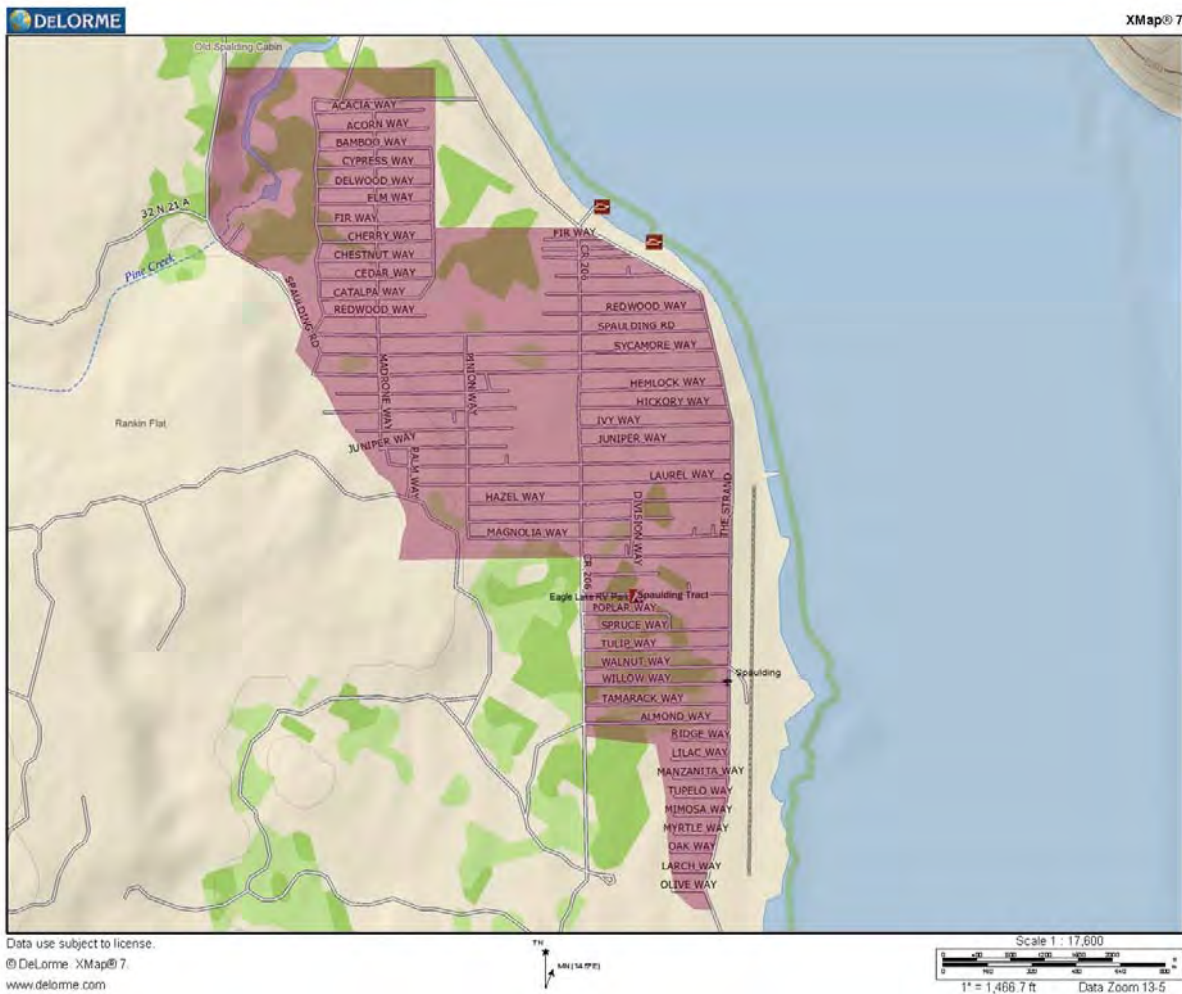 DELORME
XMap® 7
Old Spalding Cabin
ACACIA WAY
ACORN WAY
BAMBOO WAY
CYPRESS WAY
DELWOOD WAY
ELM WAY
32 N 21 A
FIR WAY
CHERRY WAY
FIR WAY
CR 206
CHESTNUT WAY
Pine Creek
CEDAR WAY
CATALPA WAY
SPAULDING RD
REDWOOD WAY
REDWOOD WAY
SPAULDING RD
SYCAMORE WAY
MADRONE WAY
PINION WAY
HEMLOCK WAY
HICKORY WAY
Rankin Flat
IVY WAY
JUNIPER WAY
JUNIPER WAY
PALM WAY
LAUREL WAY
HAZEL WAY
DIVISION WAY
THE STRAND
MAGNOLIA WAY
CR 206
Eagle Lake RV Park
Spaulding Tract
POPLAR WAY
SPRUCE WAY
TULIP WAY
WALNUT WAY
Spaulding
WILLOW WAY
TAMARACK WAY
ALMOND WAY
RIDGE WAY
LILAC WAY
MANZANITA WAY
TUPELO WAY
MIMOSA WAY
MYRTLE WAY
OAK WAY
LARCH WAY
OLIVE WAY
Data use subject to license.
© DeLorme. XMap® 7.
www.delorme.com
TN
Scale 1 : 17,600
1" = 1,466.7 ft
Data Zoom 13-5